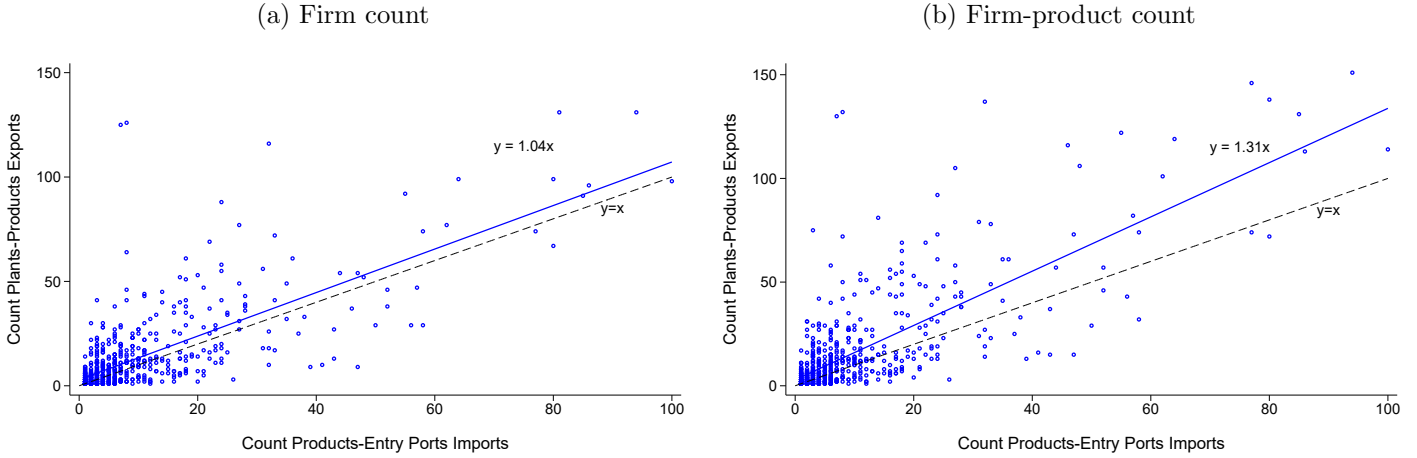 (a) Firm count
150
100
50
0
0 20 40 60 80 100
y = 1.04x
y=x
Count Plants-Products Exports
Count Products-Entry Ports Imports
(b) Firm-product count
150
100
50
0
0 20 40 60 80 100
y = 1.31x
y=x
Count Plants-Products Exports
Count Products-Entry Ports Imports